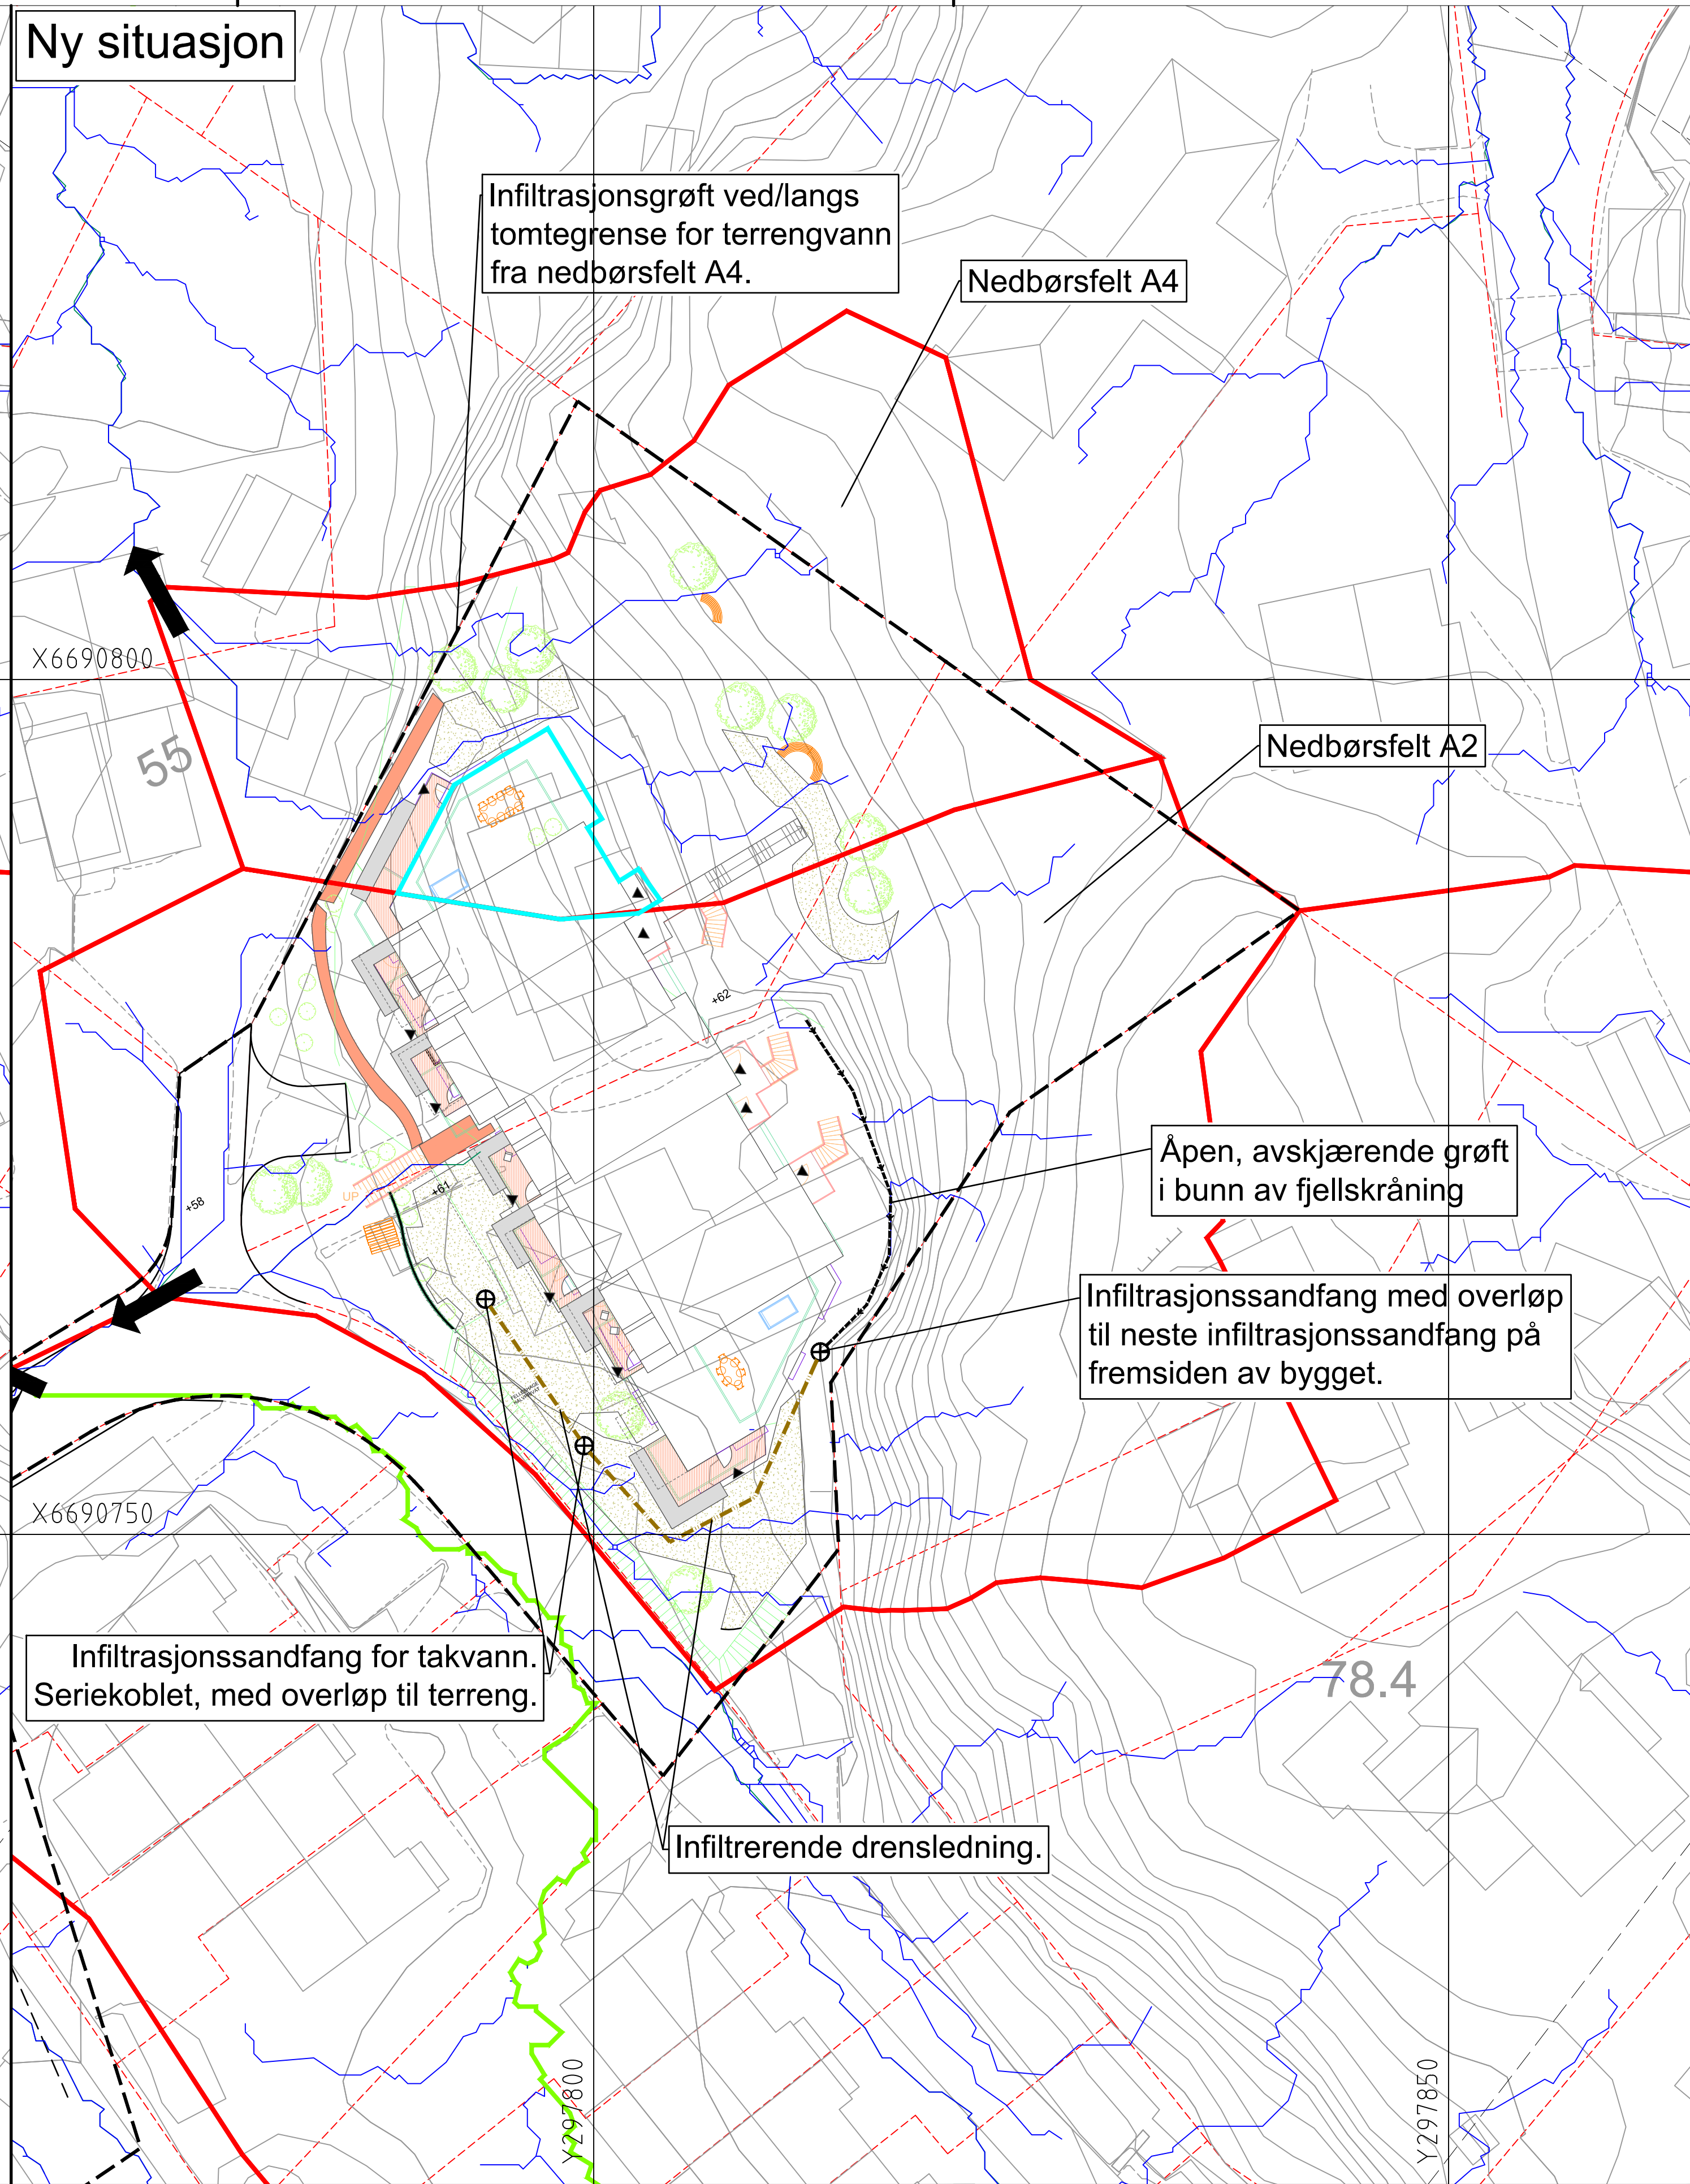 Ny situasjon
Infiltrasjonsgrøft ved/langs
tomtegrense for terrengvann
fra nedbørsfelt A4.
Nedbørsfelt A4
X6690800
55
Nedbørsfelt A2
+62
Åpen, avskjærende grøft
i bunn av fjellskråning
+61
UP
+58
Infiltrasjonssandfang med overløp
til neste infiltrasjonssandfang på
fremsiden av bygget.
X6690750
Infiltrasjonssandfang for takvann.
Seriekoblet, med overløp til terreng.
78.4
Infiltrerende drensledning.
Y297800
Y297850